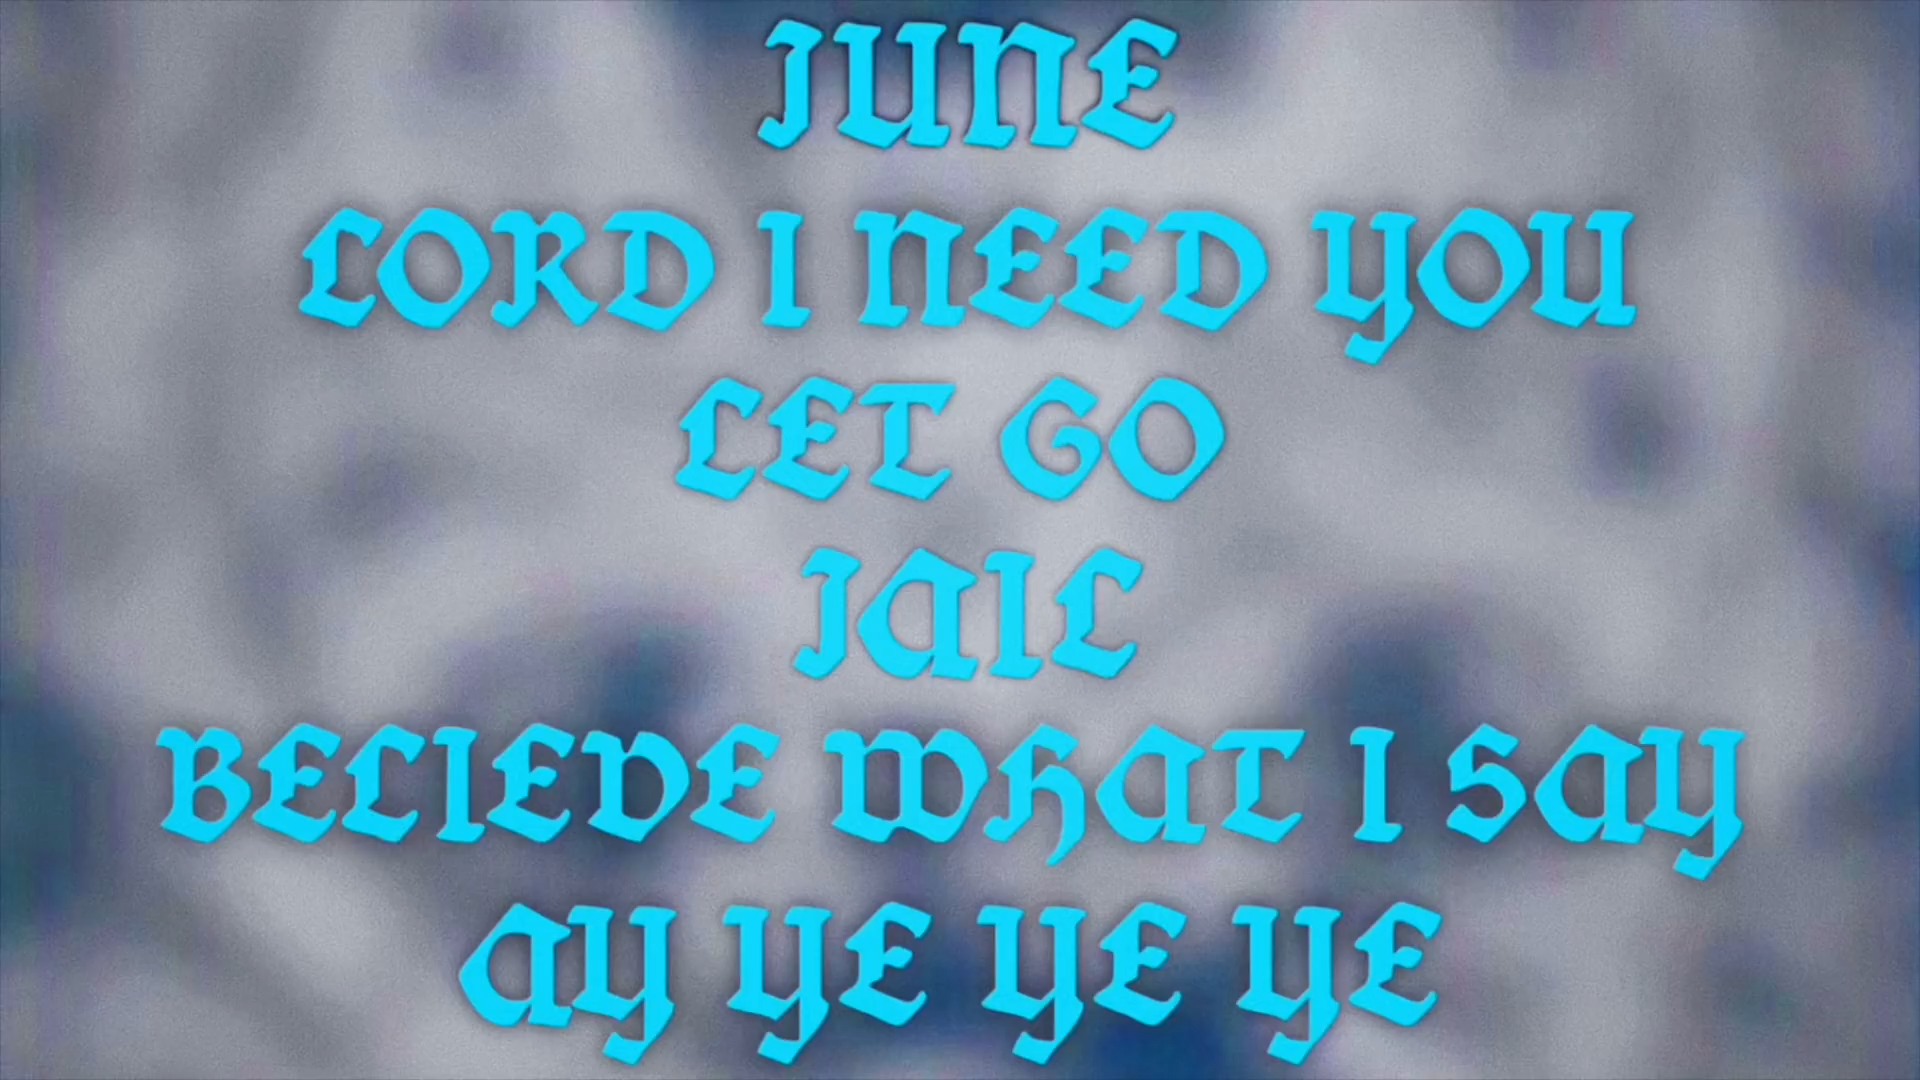 JUNE
LORD I NEED YOU
LET GO
JAIL
BELIEVE WHAT I SAY
AY YE YE YE